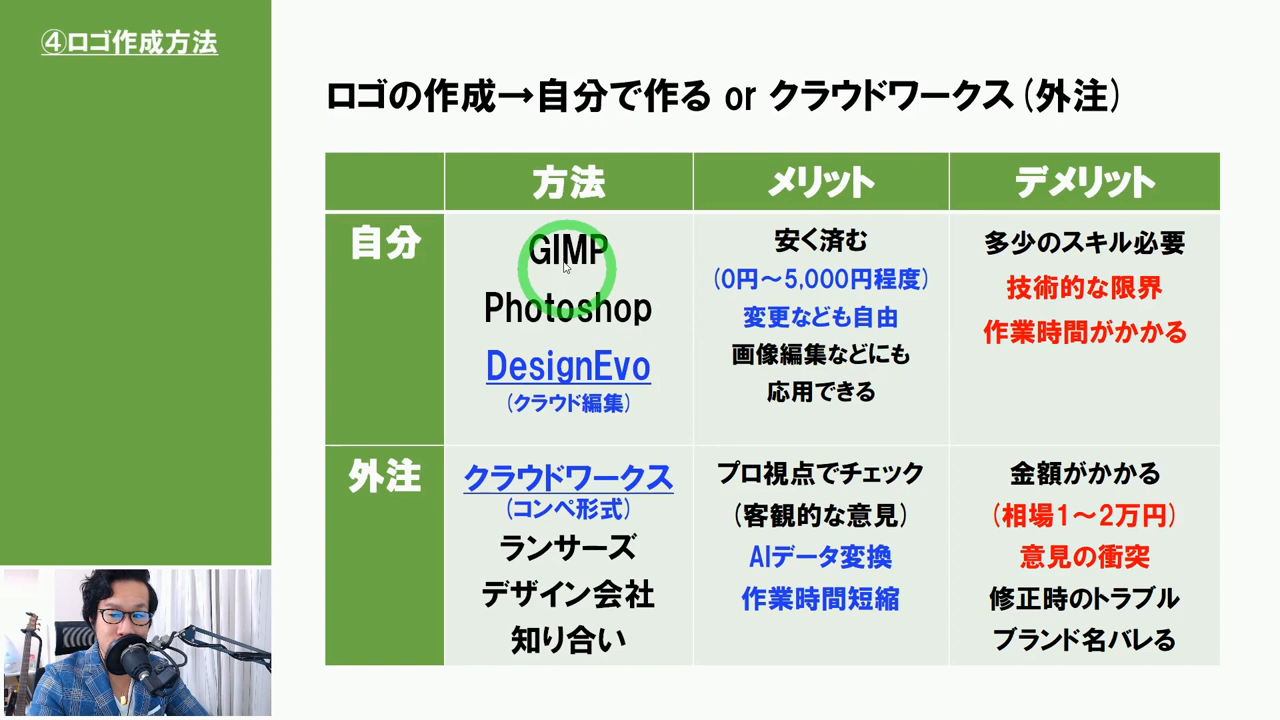 ④ロゴ作成方法
ロゴの作成→自分で作る or クラウドワークス(外注)
方法
メリット
デメリット
自分
GIMP
Photoshop
DesignEvo
(クラウド編集)
安く済む
(0円～5,000円程度)
変更なども自由
画像編集などにも
応用できる
多少のスキル必要
技術的な限界
作業時間がかかる
外注
クラウドワークス
(コンペ形式)
ランサーズ
デザイン会社
知り合い
プロ視点でチェック
(客観的な意見)
AIデータ変換
作業時間短縮
金額がかかる
(相場1～2万円)
意見の衝突
修正時のトラブル
ブランド名バレる